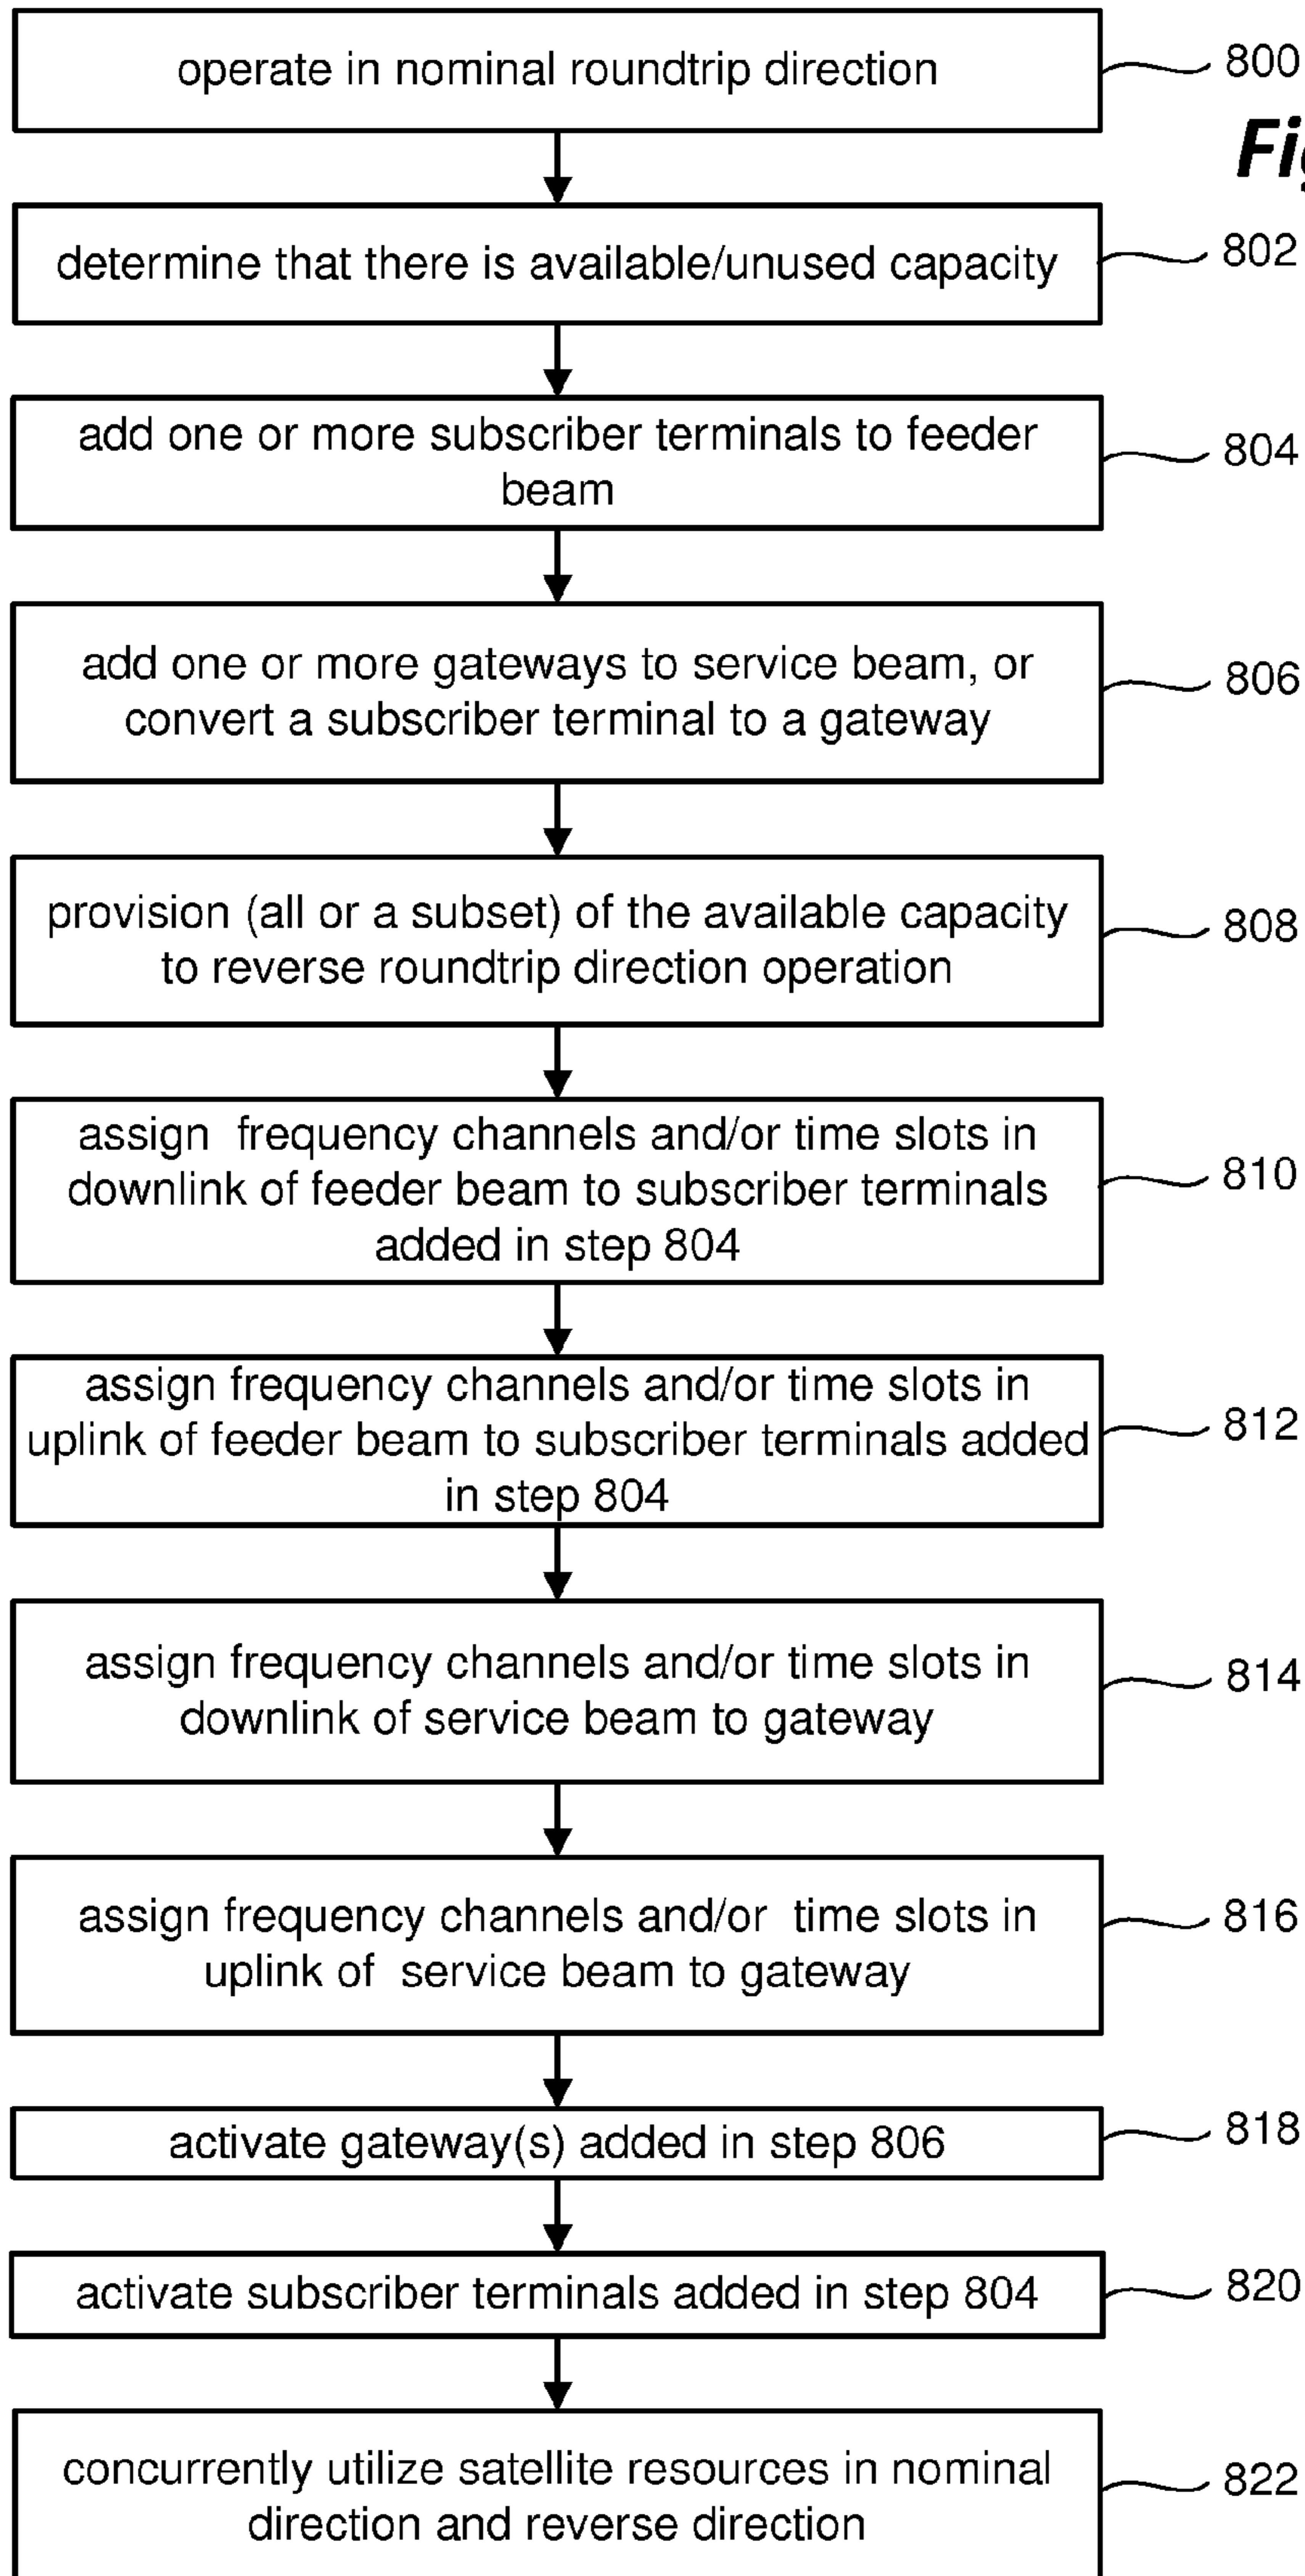 operate in nominal roundtrip direction
800
determine that there is available/unused capacity
802
add one or more subscriber terminals to feeder
beam
804
add one or more gateways to service beam, or
convert a subscriber terminal to a gateway
806
provision (all or a subset) of the available capacity
to reverse roundtrip direction operation
808
assign frequency channels and/or time slots in
downlink of feeder beam to subscriber terminals
added in step 804
810
assign frequency channels and/or time slots in
uplink of feeder beam to subscriber terminals added
in step 804
812
assign frequency channels and/or time slots in
downlink of service beam to gateway
814
assign frequency channels and/or time slots in
uplink of service beam to gateway
816
activate gateway(s) added in step 806
818
activate subscriber terminals added in step 804
820
concurrently utilize satellite resources in nominal
direction and reverse direction
822